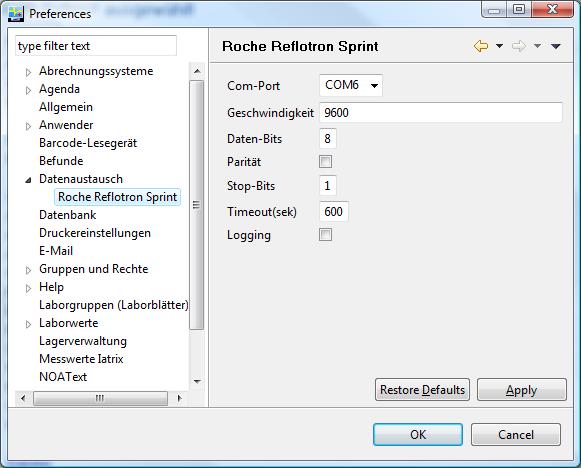 ausgewählt
Preferences
type filter text
Abrechnungssysteme
Agenda
Allgemein
Anwender
Barcode-Lesegerät
Befunde
Datenaustausch
Roche Reflotron Sprint
Datenbank
Druckereinstellungen
E-Mail
Gruppen und Rechte
Help
Laborgruppen (Laborblätter)
Laborwerte
Lagerverwaltung
Messwerte Iatrix
NOAText
Roche Reflotron Sprint
Com-Port COM6
Geschwindigkeit 9600
Daten-Bits 8
Parität
Stop-Bits 1
Timeout(sek) 600
Logging
Restore Defaults Apply
OK Cancel